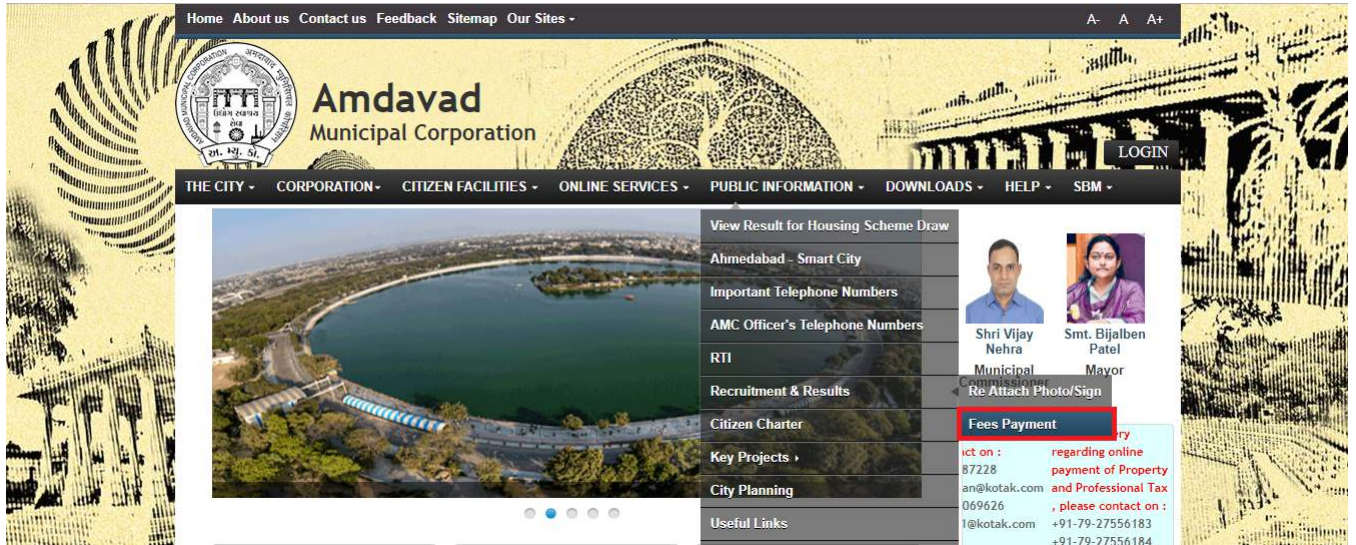 Home About us Contact us Feedback Sitemap Our Sites
A- A A+
Amdavad
Municipal Corporation
અ. મ્યુ. કો.
LOGIN
THE CITY CORPORATION CITIZEN FACILITIES ONLINE SERVICES PUBLIC INFORMATION DOWNLOADS HELP SBM
View Result for Housing Scheme Draw
Ahmedabad - Smart City
Important Telephone Numbers
AMC Officer's Telephone Numbers
RTI
Recruitment & Results
Citizen Charter
Key Projects
City Planning
Useful Links
Re Attach Photo/Sign
Fees Payment
Shri Vijay
Nehra
Municipal
Commissioner
Smt. Bijalben
Patel
Mayor
act on :
87228
an@kotak.com
069626
1@kotak.com
ery
regarding online
payment of Property
and Professional Tax
, please contact on :
+91-79-27556183
+91-79-27556184